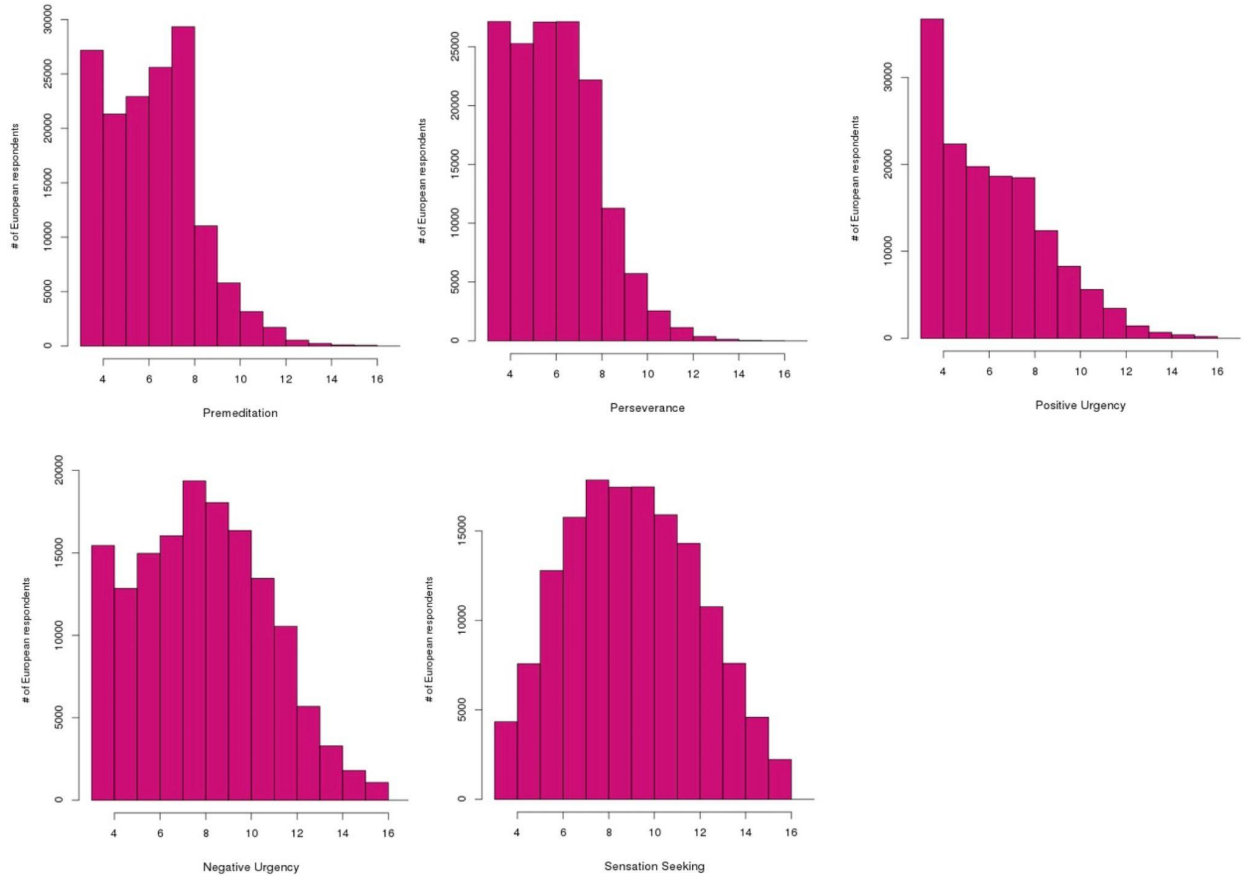 # of European respondents
0 5000 10000 15000 20000 25000 30000
4 6 8 10 12 14 16
Premeditation
# of European respondents
0 5000 15000 25000
4 6 8 10 12 14 16
Perseverance
# of European respondents
0 10000 20000 30000
4 6 8 10 12 14 16
Positive Urgency
# of European respondents
0 5000 10000 15000 20000
4 6 8 10 12 14 16
Negative Urgency
# of European respondents
0 5000 10000 15000
4 6 8 10 12 14 16
Sensation Seeking